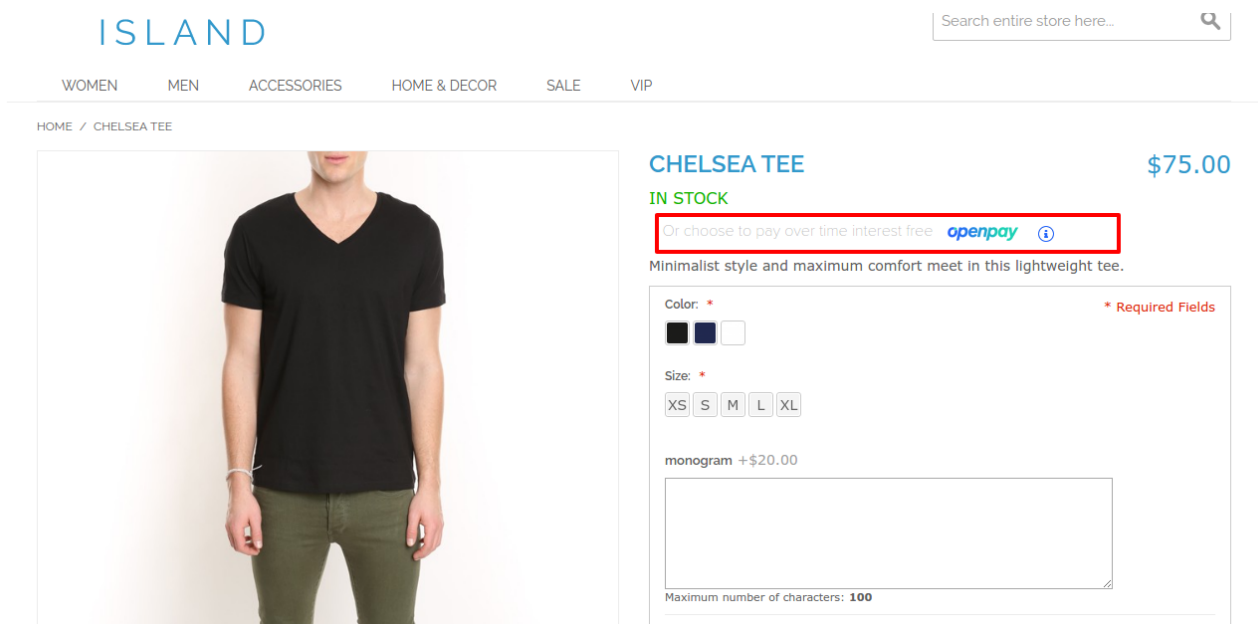 ISLAND
Search entire store here...
WOMEN MEN ACCESSORIES HOME & DECOR SALE VIP
HOME / CHELSEA TEE
CHELSEA TEE $75.00
IN STOCK
Or choose to pay over time interest free openpay i
Minimalist style and maximum comfort meet in this lightweight tee.
Color: * * Required Fields
Size: *
XS S M L XL
monogram +$20.00
Maximum number of characters: 100